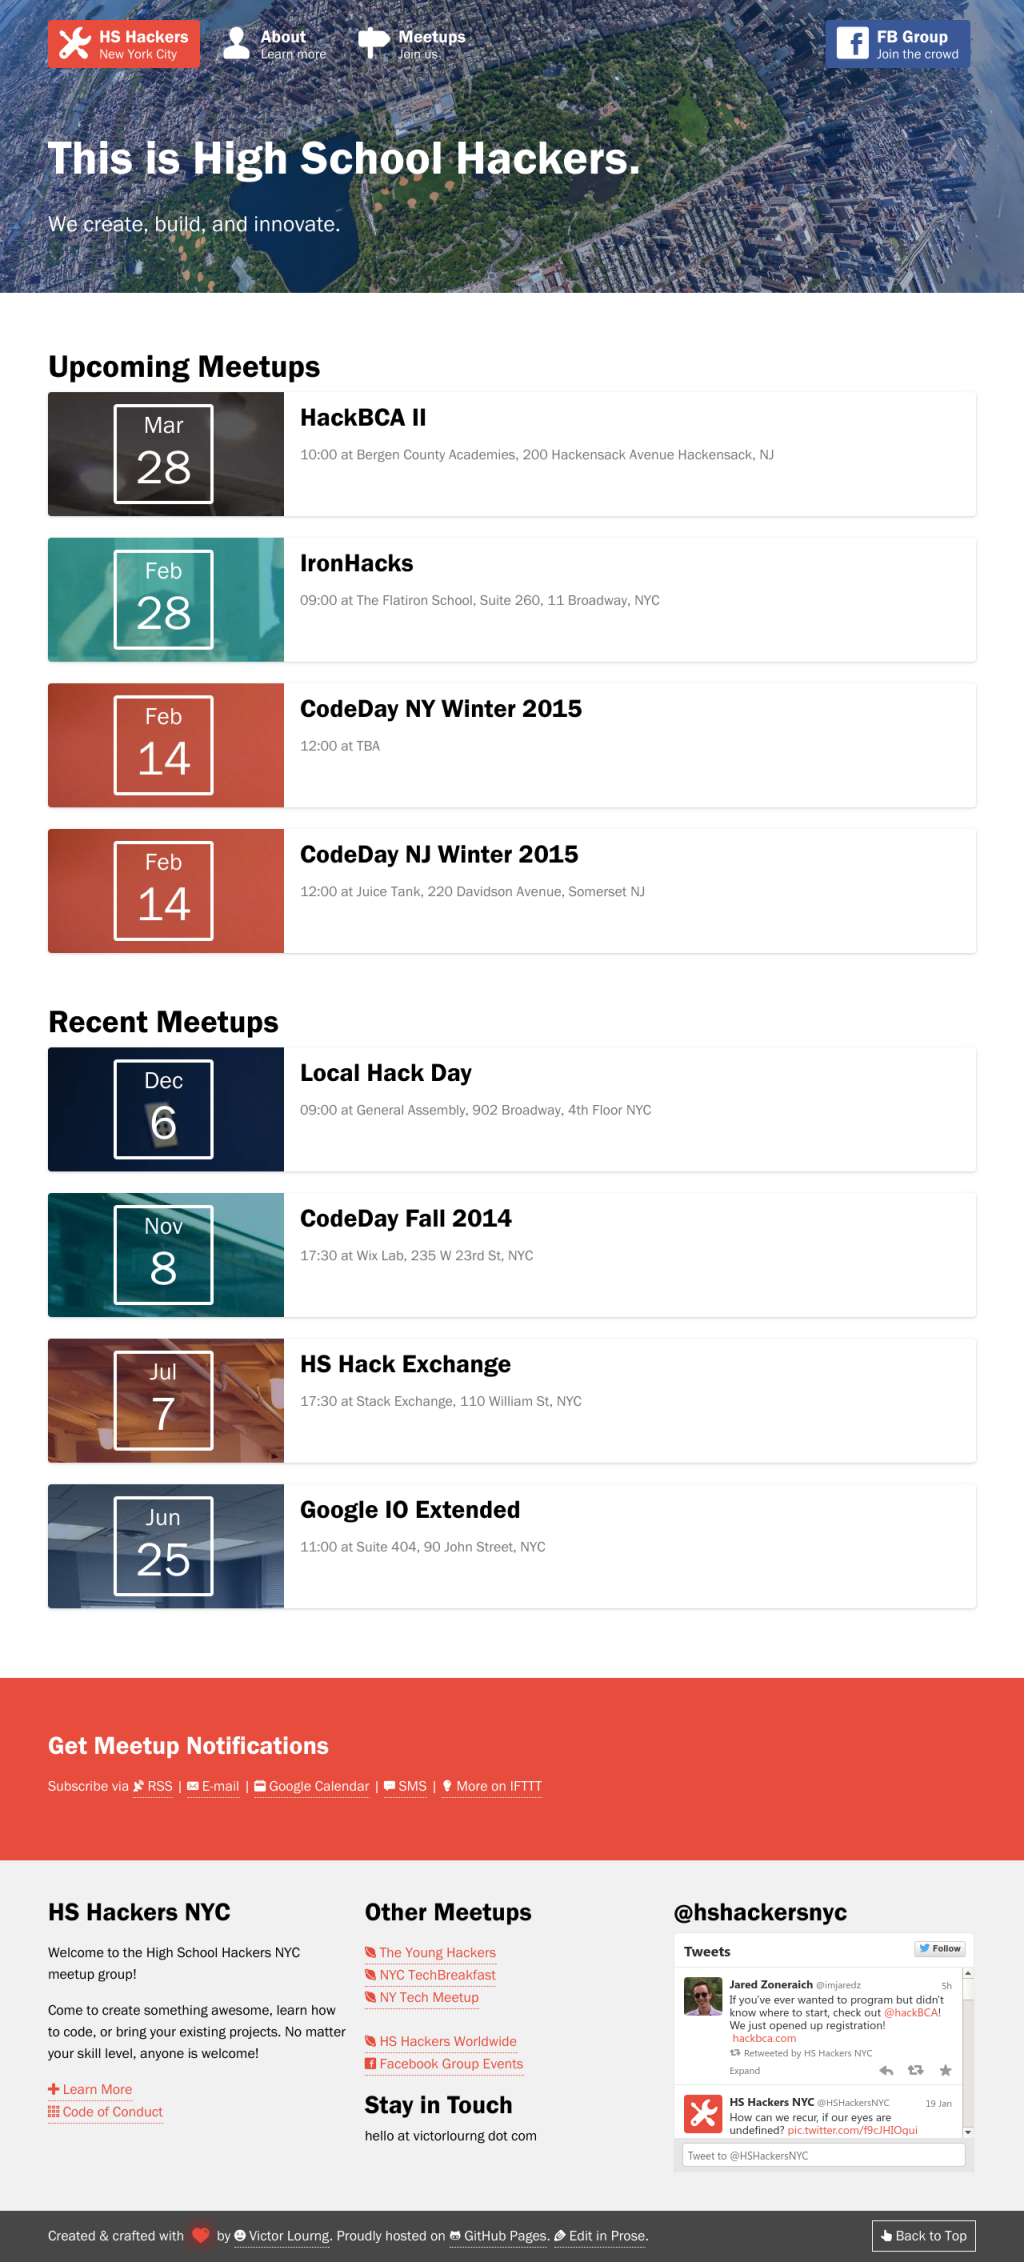 HS Hackers
New York City
About
Learn more
Meetups
Join us.
FB Group
Join the crowd
This is High School Hackers.
We create, build, and innovate.
Upcoming Meetups
Mar
28
HackBCA II
10:00 at Bergen County Academies, 200 Hackensack Avenue Hackensack, NJ
Feb
28
IronHacks
09:00 at The Flatiron School, Suite 260, 11 Broadway, NYC
Feb
14
CodeDay NY Winter 2015
12:00 at TBA
Feb
14
CodeDay NJ Winter 2015
12:00 at Juice Tank, 220 Davidson Avenue, Somerset NJ
Recent Meetups
Dec
6
Local Hack Day
09:00 at General Assembly, 902 Broadway, 4th Floor NYC
Nov
8
CodeDay Fall 2014
17:30 at Wix Lab, 235 W 23rd St, NYC
Jul
7
HS Hack Exchange
17:30 at Stack Exchange, 110 William St, NYC
Jun
25
Google IO Extended
11:00 at Suite 404, 90 John Street, NYC
Get Meetup Notifications
Subscribe via RSS | E-mail | Google Calendar | SMS | More on IFTTT
HS Hackers NYC
Welcome to the High School Hackers NYC
meetup group!
Come to create something awesome, learn how
to code, or bring your existing projects. No matter
your skill level, anyone is welcome!
Learn More
Code of Conduct
Other Meetups
The Young Hackers
NYC TechBreakfast
NY Tech Meetup
HS Hackers Worldwide
Facebook Group Events
Stay in Touch
hello at victorlourng dot com
@hshackersnyc
Tweets
Follow
Jared Zoneraich @imjaredz 5h
If you've ever wanted to program but didn't
know where to start, check out @hackBCA!
We just opened up registration!
hackbca.com
Retweeted by HS Hackers NYC
Expand
HS Hackers NYC @HSHackersNYC 19 Jan
How can we recur, if our eyes are
undefined? pic.twitter.com/f9cJHIOqui
Tweet to @HSHackersNYC
Created & crafted with by Victor Lourng. Proudly hosted on GitHub Pages. Edit in Prose.
Back to Top